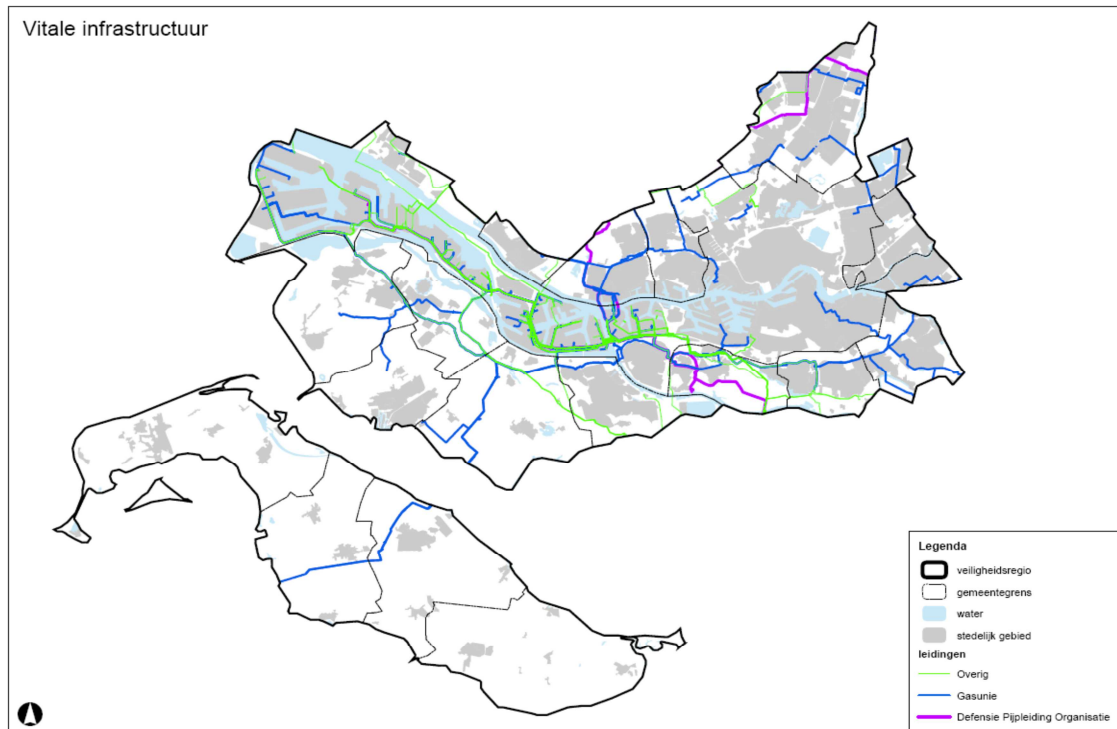 Vitale infrastructuur
Legenda
veiligheidsregio
gemeentegrens
water
stedelijk gebied
leidingen
Overig
Gasunie
Defensie Pijpleiding Organisatie